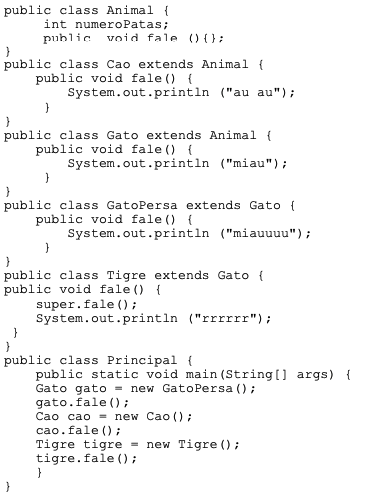 public class Animal {
int numeroPatas;
public void fale (){};
}
public class Cao extends Animal {
public void fale() {
System.out.println ("au au");
}
}
public class Gato extends Animal {
public void fale() {
System.out.println ("miau");
}
}
public class GatoPersa extends Gato {
public void fale() {
System.out.println ("miauuuu");
}
}
public class Tigre extends Gato {
public void fale() {
super.fale();
System.out.println ("rrrrrr");
}
}
public class Principal {
public static void main(String[] args) {
Gato gato = new GatoPersa();
gato.fale();
Cao cao = new Cao();
cao.fale();
Tigre tigre = new Tigre();
tigre.fale();
}
}